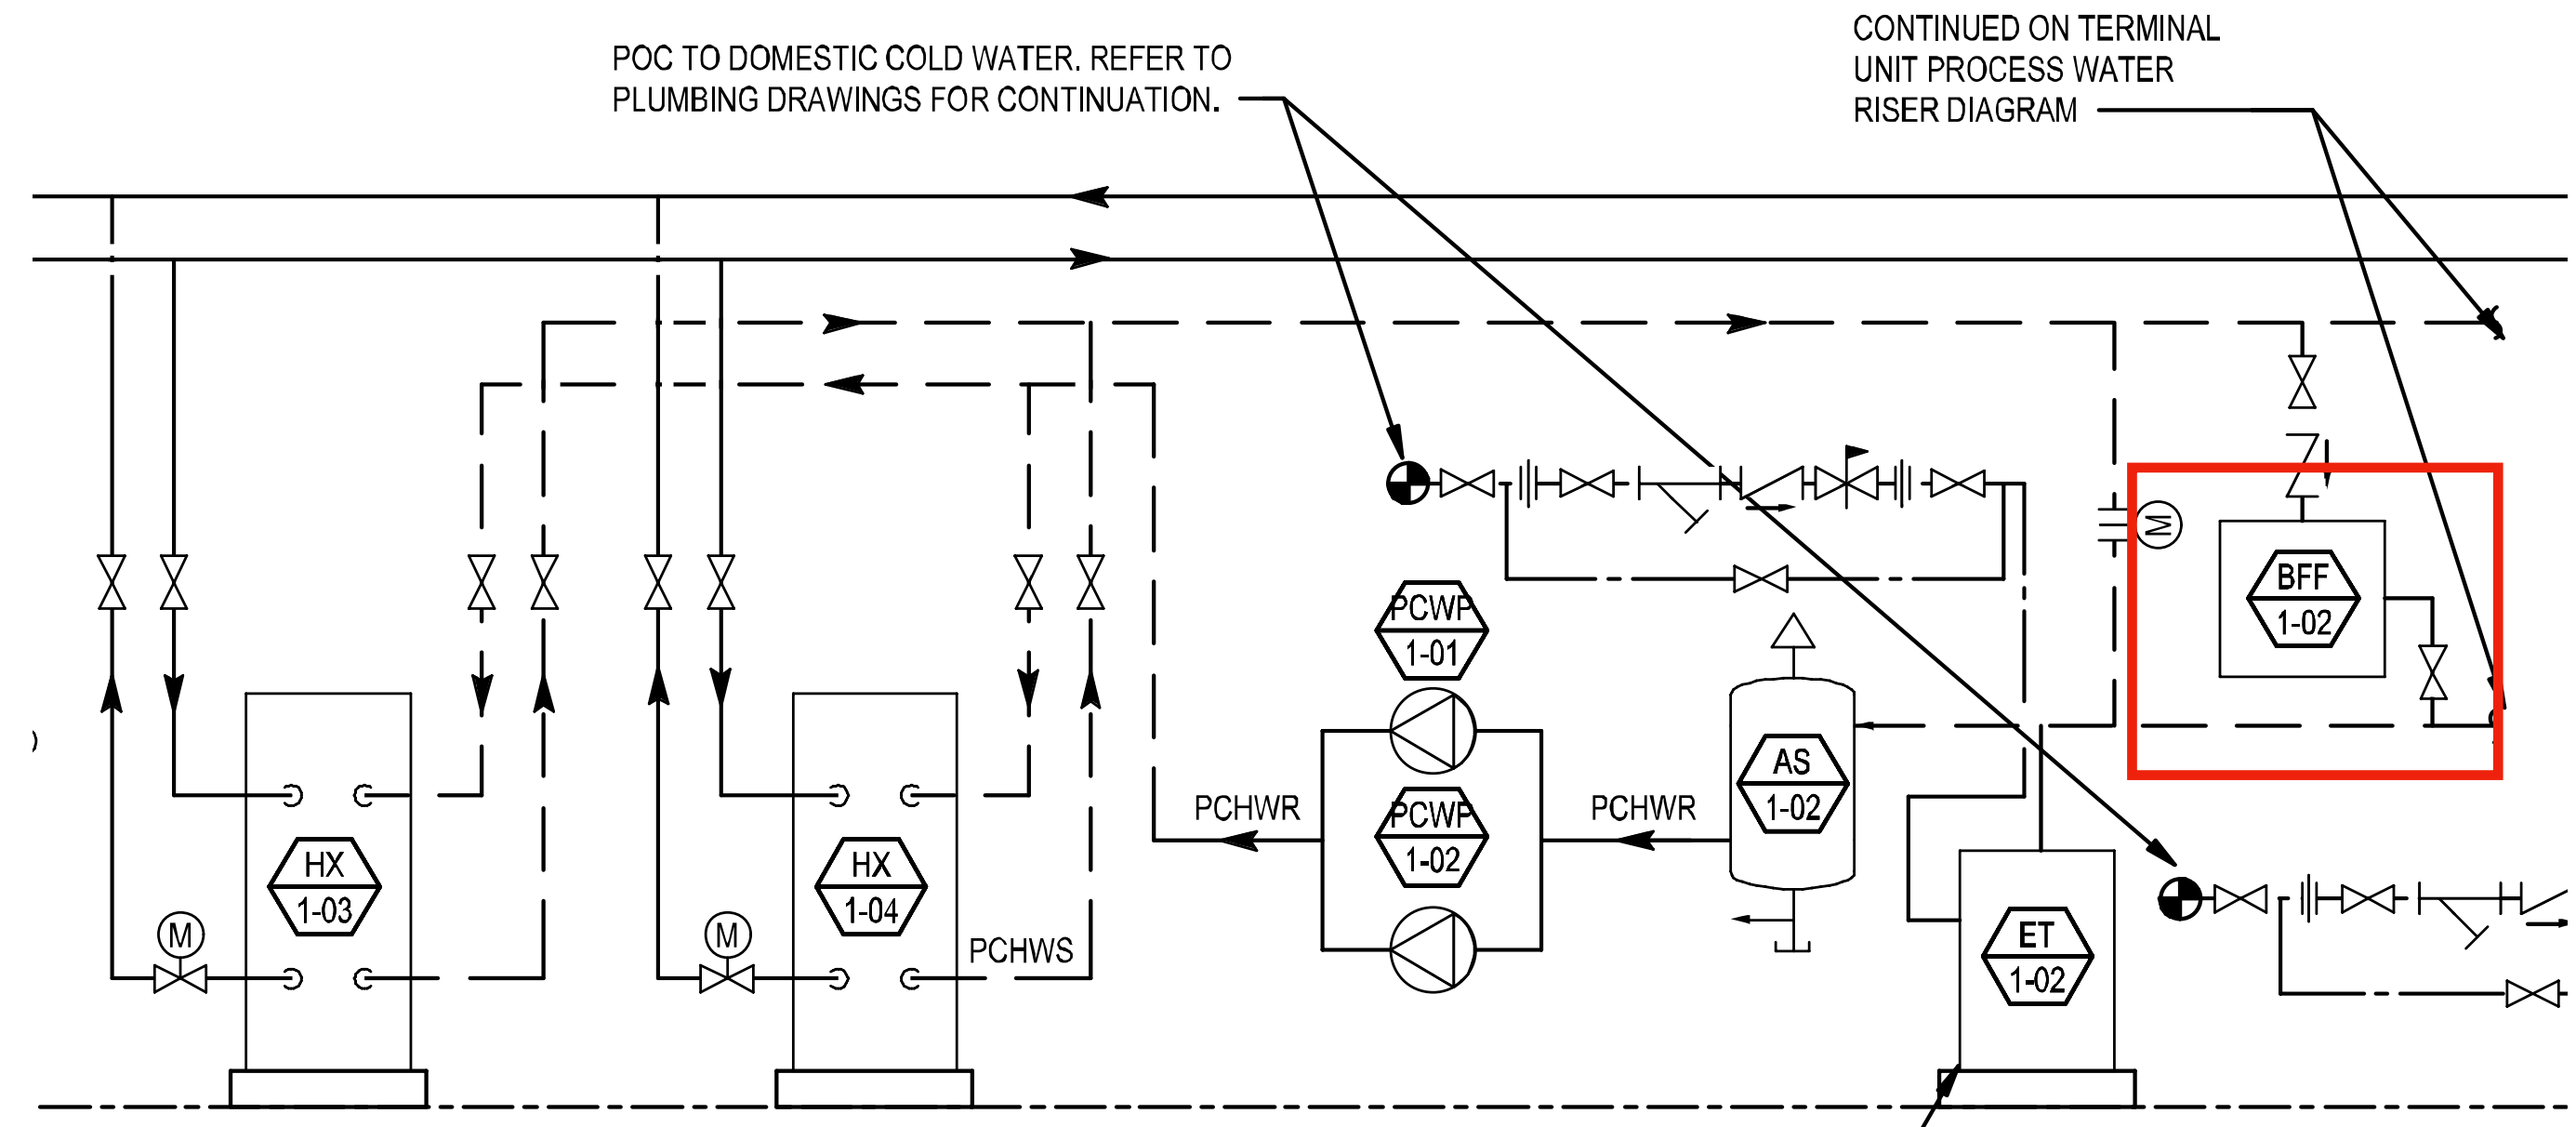 POC TO DOMESTIC COLD WATER. REFER TO
PLUMBING DRAWINGS FOR CONTINUATION.
CONTINUED ON TERMINAL
UNIT PROCESS WATER
RISER DIAGRAM
M
BFF
1-02
PCWP
1-01
AS
1-02
PCHWR
PCWP
1-02
PCHWR
HX
1-03
HX
1-04
M
M
PCHWS
ET
1-02